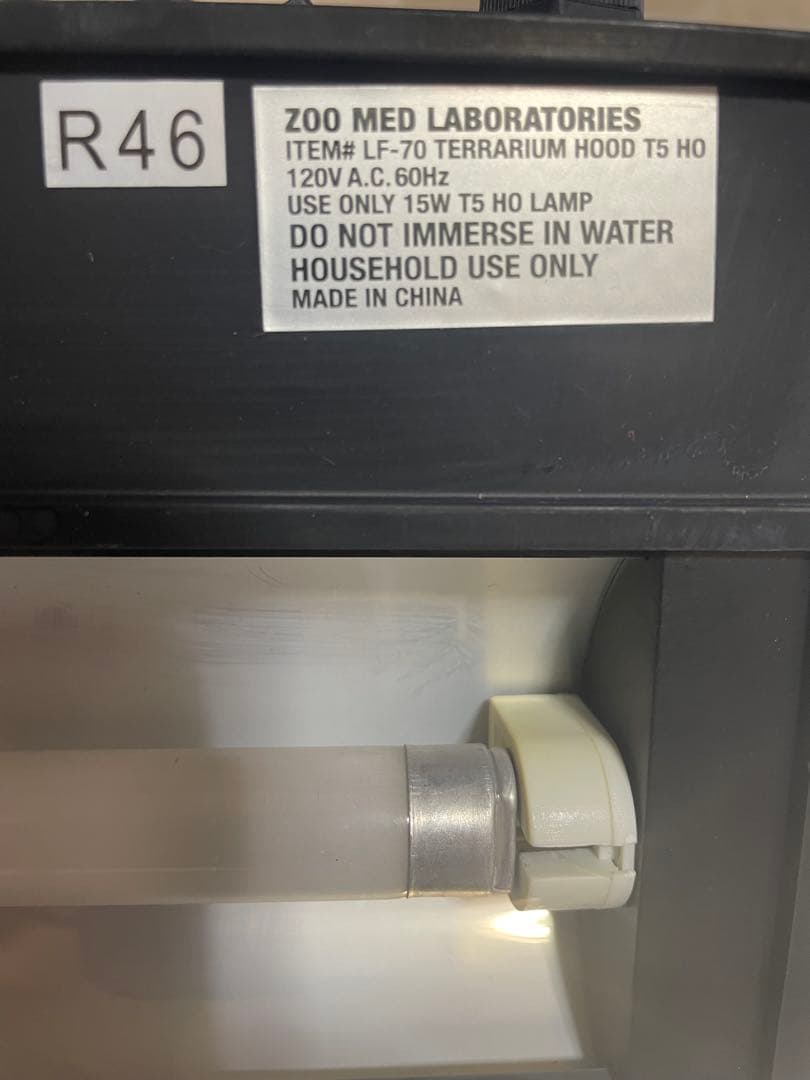 R46
ZOO MED LABORATORIES
ITEM# LF-70 TERRARIUM HOOD T5 HO
120V A.C. 60Hz
USE ONLY 15W T5 HO LAMP
DO NOT IMMERSE IN WATER
HOUSEHOLD USE ONLY
MADE IN CHINA